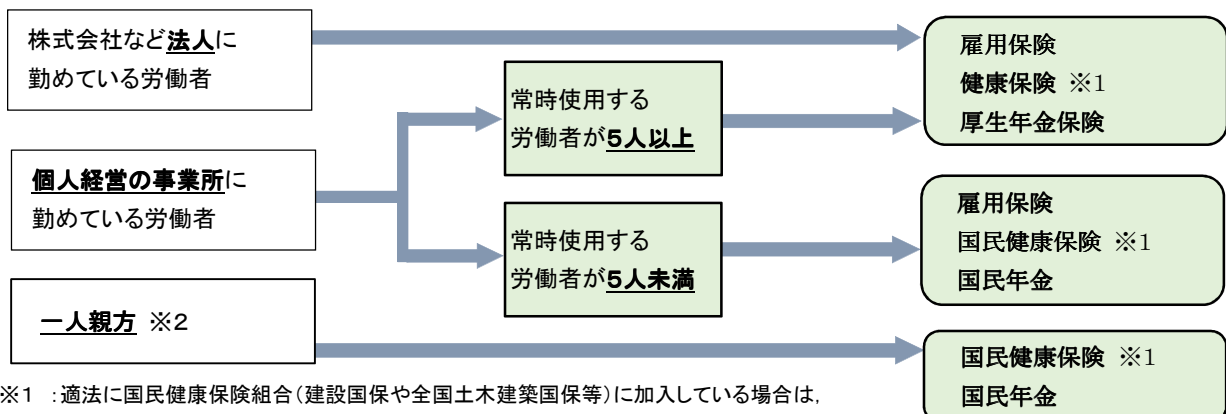 株式会社など法人に
勤めている労働者
雇用保険
健康保険 ※1
厚生年金保険
常時使用する
労働者が5人以上
個人経営の事業所に
勤めている労働者
常時使用する
労働者が5人未満
雇用保険
国民健康保険 ※1
国民年金
一人親方 ※2
国民健康保険 ※1
国民年金
※1 :適法に国民健康保険組合(建設国保や全国土木建築国保等)に加入している場合は,